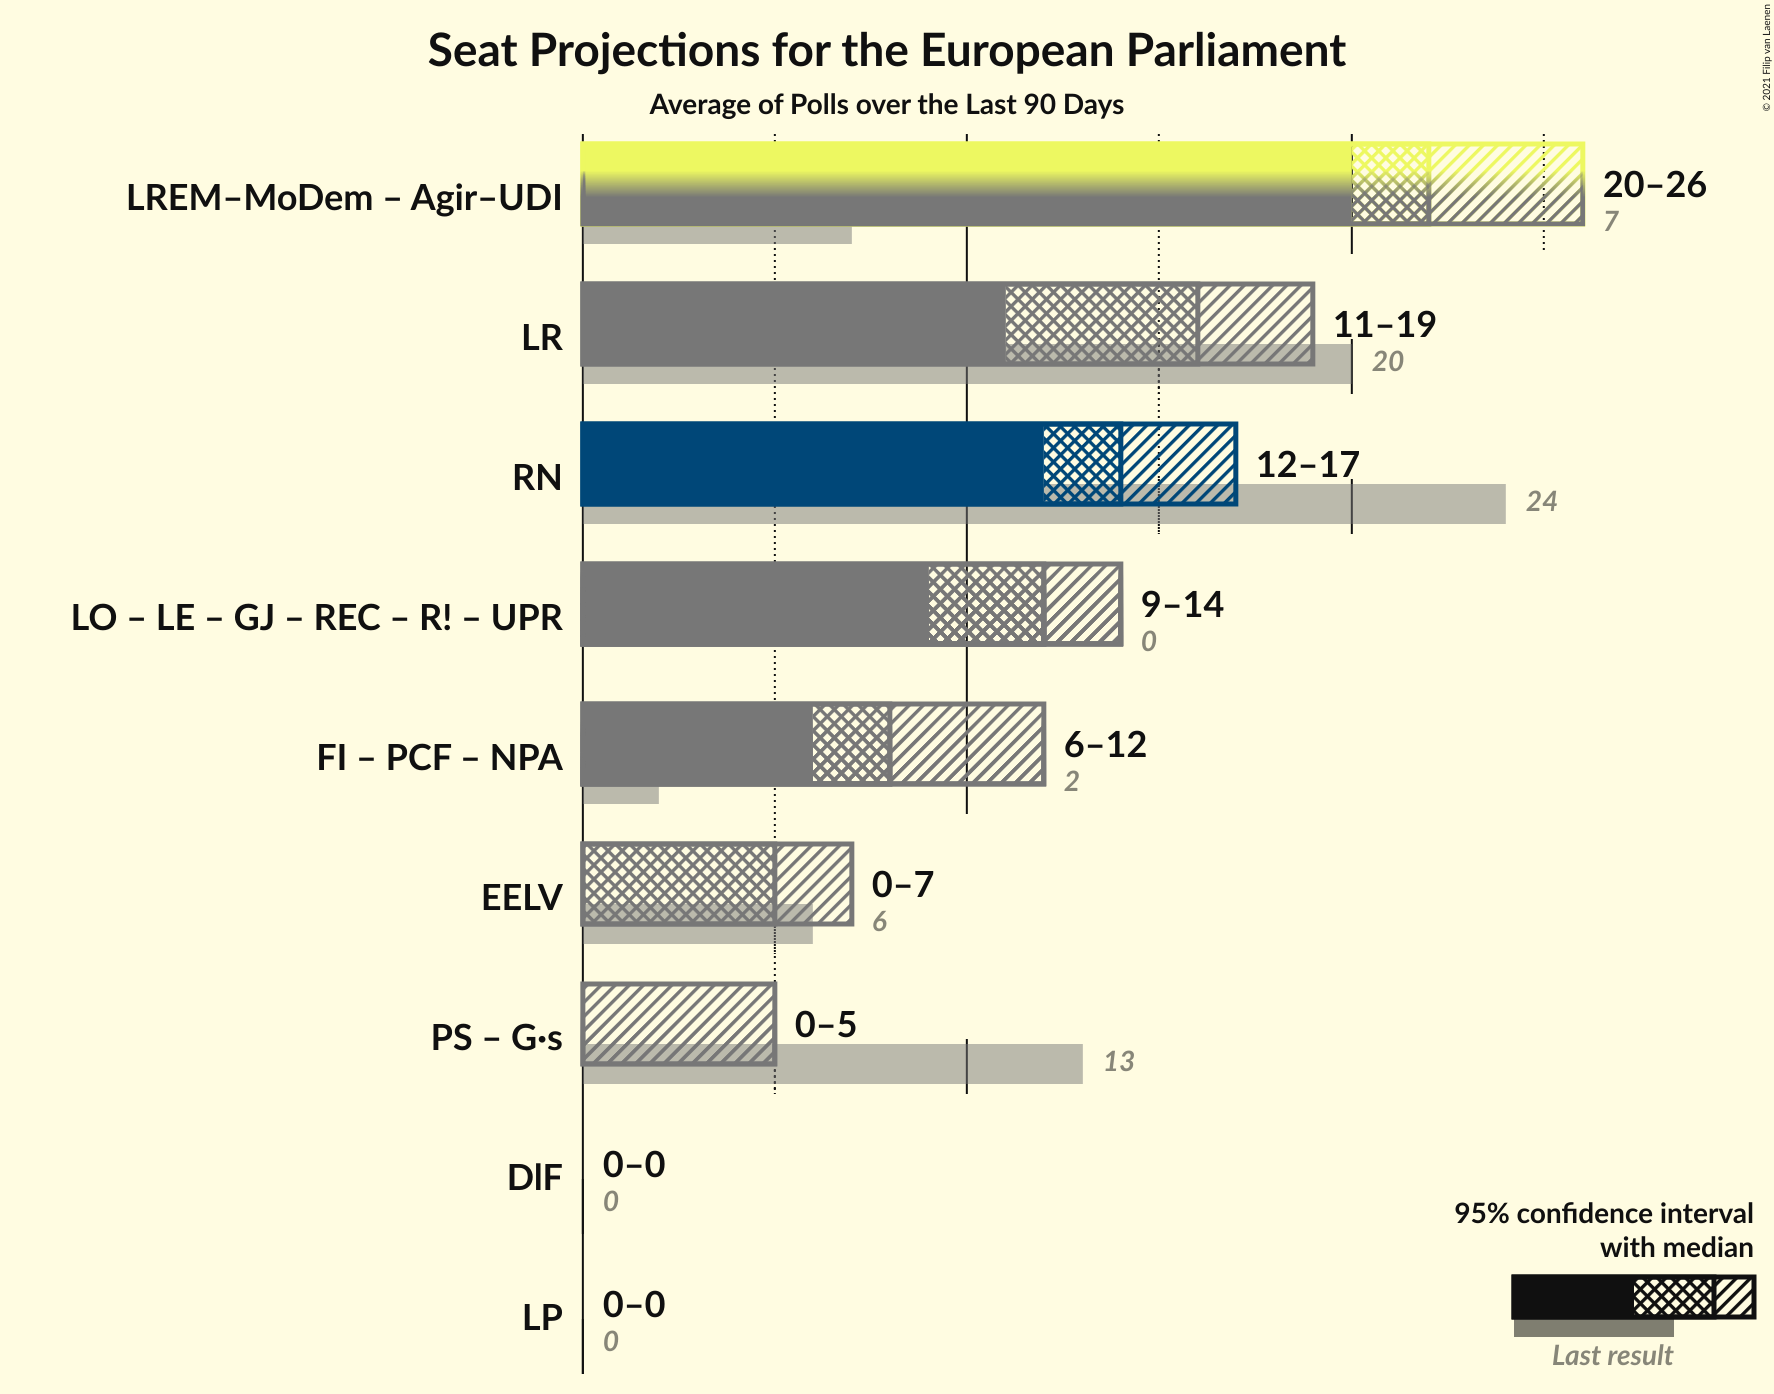 Seat Projections for the European Parliament
Average of Polls over the Last 90 Days
© 2021 Filip van Laenen
LREM–MoDem – Agir–UDI
20–26
7
LR
11–19
20
RN
12–17
24
LO – LE – GJ – REC – R! – UPR
9–14
0
FI – PCF – NPA
6–12
2
EELV
0–7
6
PS – G·s
0–5
13
DIF
0–0
0
LP
0–0
0
95% confidence interval
with median
Last result